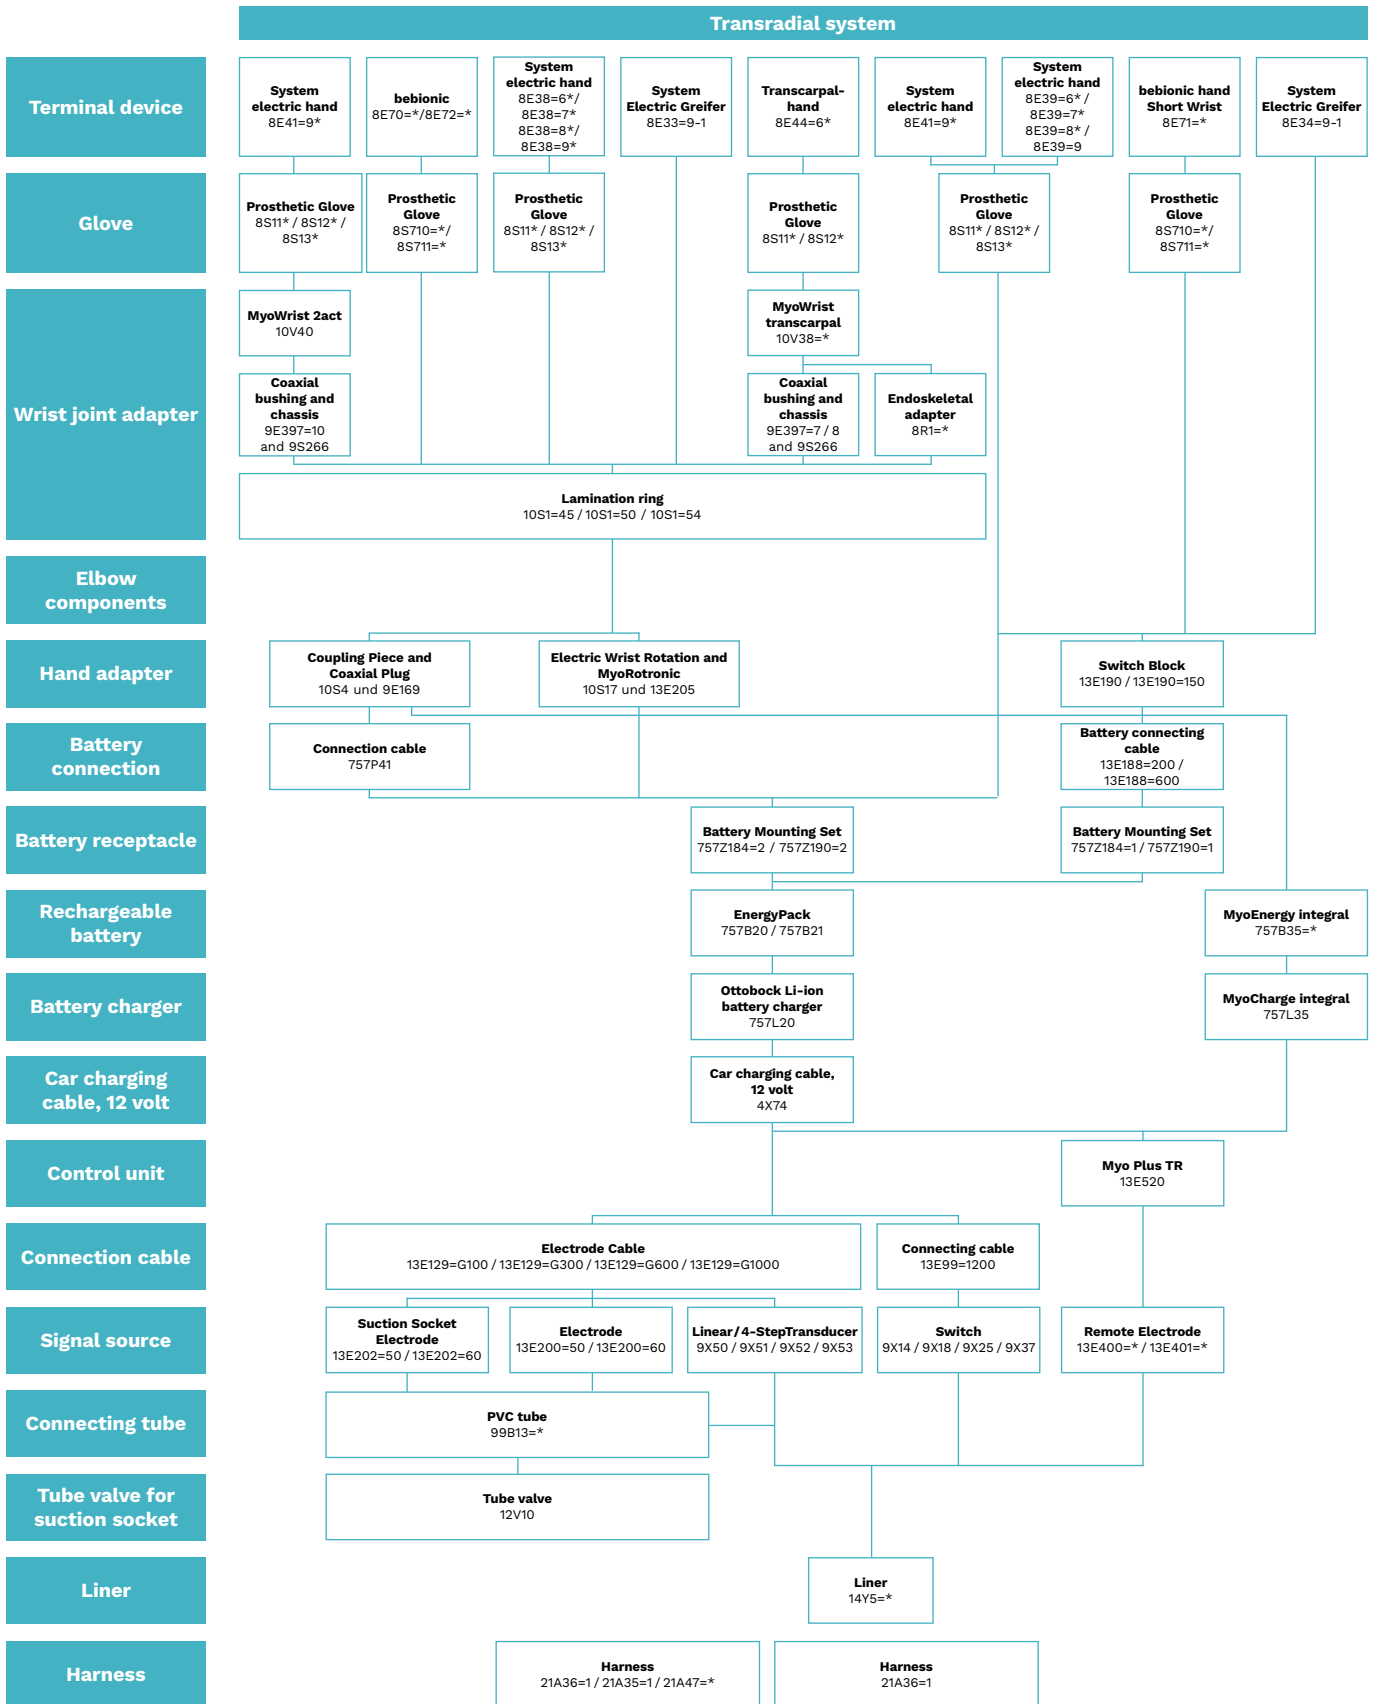 Transradial system
Terminal device
System
electric hand
8E41=9*
bebionic
8E70=*/8E72=*
System
electric hand
8E38=6*/
8E38=7*
8E38=8*/
8E38=9*
System
Electric Greifer
8E33=9-1
Transcarpal-
hand
8E44=6*
System
electric hand
8E41=9*
System
electric hand
8E39=6* /
8E39=7*
8E39=8* /
8E39=9
bebionic hand
Short Wrist
8E71=*
System
Electric Greifer
8E34=9-1
Glove
Prosthetic Glove
8S11* / 8S12* /
8S13*
Prosthetic
Glove
8S710=*/
8S711=*
Prosthetic
Glove
8S11* / 8S12* /
8S13*
Prosthetic
Glove
8S11* / 8S12*
Prosthetic
Glove
8S11* / 8S12* /
8S13*
Prosthetic
Glove
8S710=*/
8S711=*
Wrist joint adapter
MyoWrist 2act
10V40
MyoWrist
transcarpal
10V38=*
Coaxial
bushing and
chassis
9E397=10
and 9S266
Coaxial
bushing and
chassis
9E397=7 / 8
and 9S266
Endoskeletal
adapter
8R1=*
Lamination ring
10S1=45 / 10S1=50 / 10S1=54
Elbow
components
Hand adapter
Coupling Piece and
Coaxial Plug
10S4 und 9E169
Electric Wrist Rotation and
MyoRotronic
10S17 und 13E205
Switch Block
13E190 / 13E190=150
Battery
connection
Connection cable
757P41
Battery connecting
cable
13E188=200 /
13E188=600
Battery receptacle
Battery Mounting Set
757Z184=2 / 757Z190=2
Battery Mounting Set
757Z184=1 / 757Z190=1
Rechargeable
battery
EnergyPack
757B20 / 757B21
MyoEnergy integral
757B35=*
Battery charger
Ottobock Li-ion
battery charger
757L20
MyoCharge integral
757L35
Car charging
cable, 12 volt
Car charging cable,
12 volt
4X74
Control unit
Myo Plus TR
13E520
Connection cable
Electrode Cable
13E129=G100 / 13E129=G300 / 13E129=G600 / 13E129=G1000
Connecting cable
13E99=1200
Signal source
Suction Socket
Electrode
13E202=50 / 13E202=60
Electrode
13E200=50 / 13E200=60
Linear/4-StepTransducer
9X50 / 9X51 / 9X52 / 9X53
Switch
9X14 / 9X18 / 9X25 / 9X37
Remote Electrode
13E400=* / 13E401=*
Connecting tube
PVC tube
99B13=*
Tube valve for
suction socket
Tube valve
12V10
Liner
Liner
14Y5=*
Harness
Harness
21A36=1 / 21A35=1 / 21A47=*
Harness
21A36=1